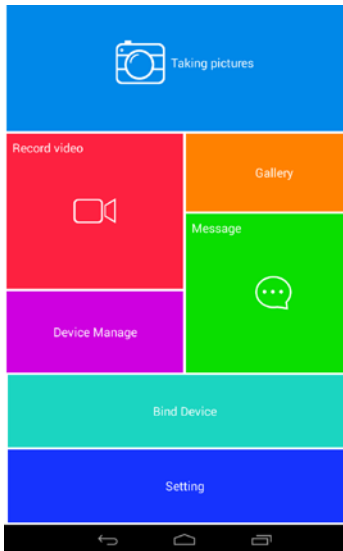 Taking pictures
Record video
Gallery
Message
Device Manage
Bind Device
Setting